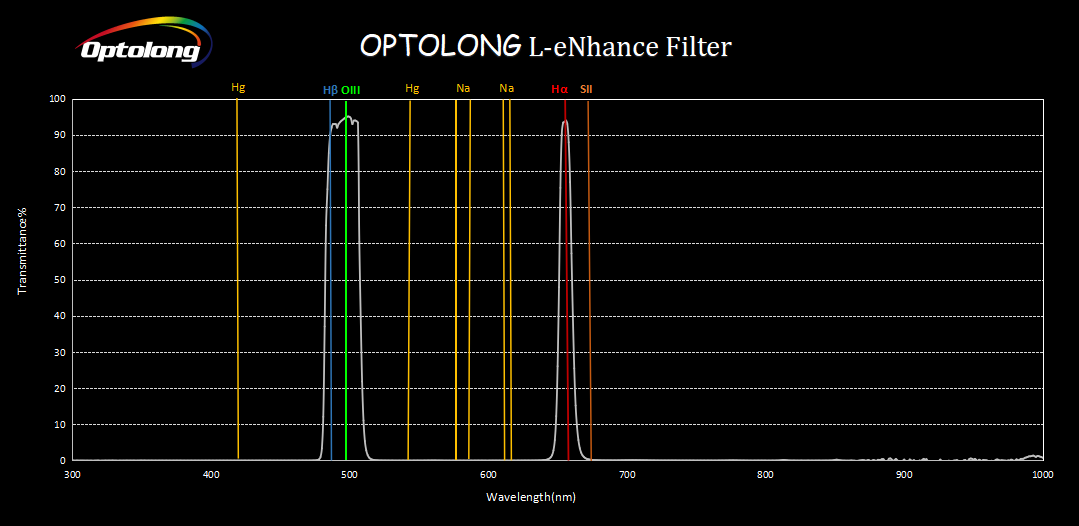 Optolong
OPTOLONG L-eNhance Filter
Hg Hβ OIII Hg Na Na Hα SII
100
90
80
70
60
50
40
30
20
10
0
Transmittance%
300 400 500 600 700 800 900 1000
Wavelength(nm)